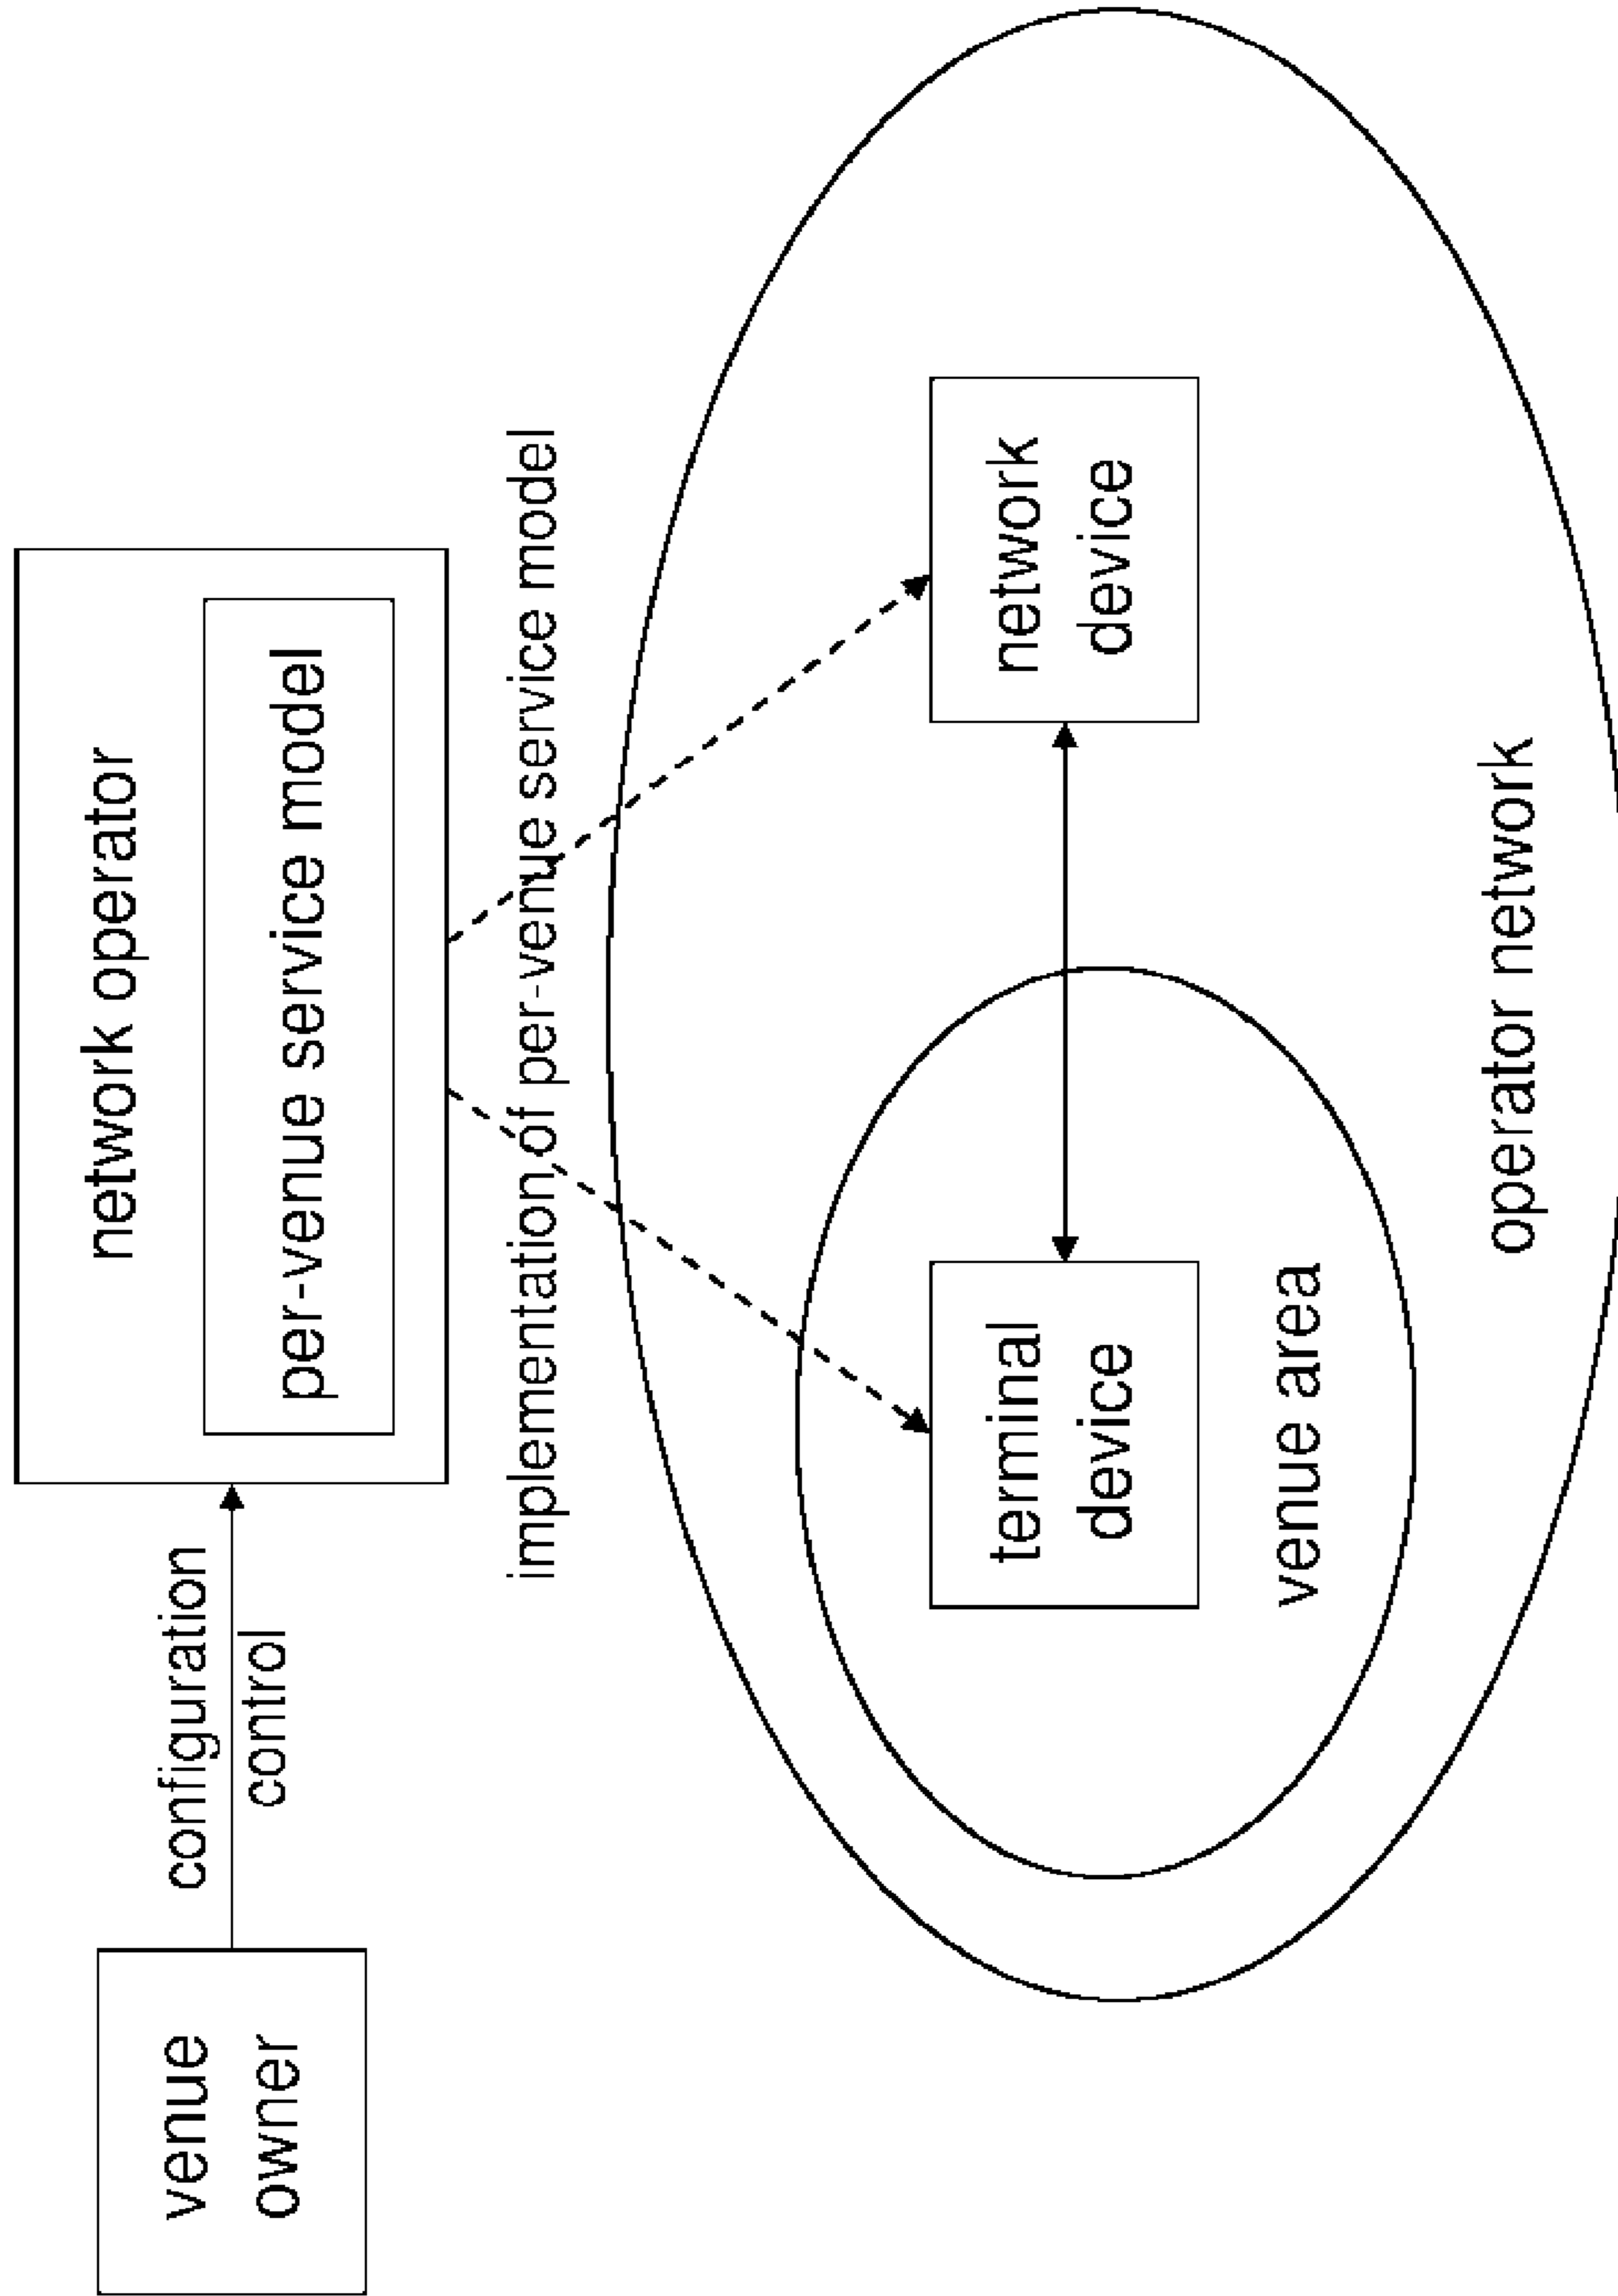 network operator
per-venue service model
venue
owner
configuration
control
implementation of per-venue service model
terminal
device
network
device
venue area
operator network